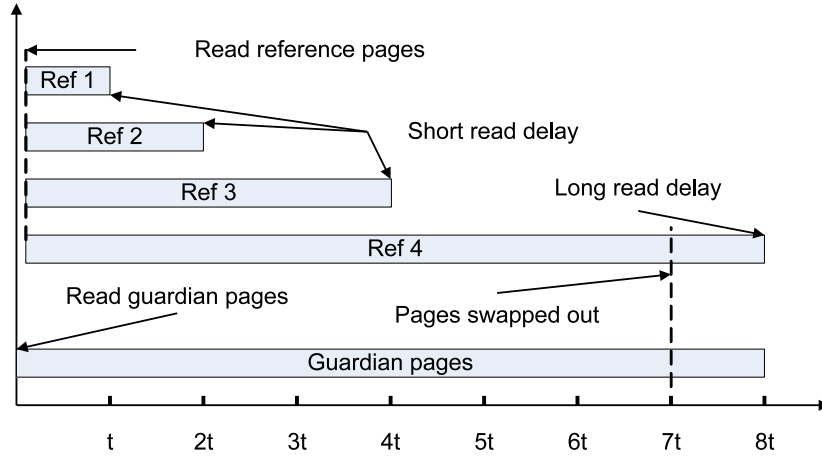 Read reference pages
Ref 1
Ref 2
Short read delay
Ref 3
Long read delay
Ref 4
Read guardian pages
Pages swapped out
Guardian pages
t 2t 3t 4t 5t 6t 7t 8t